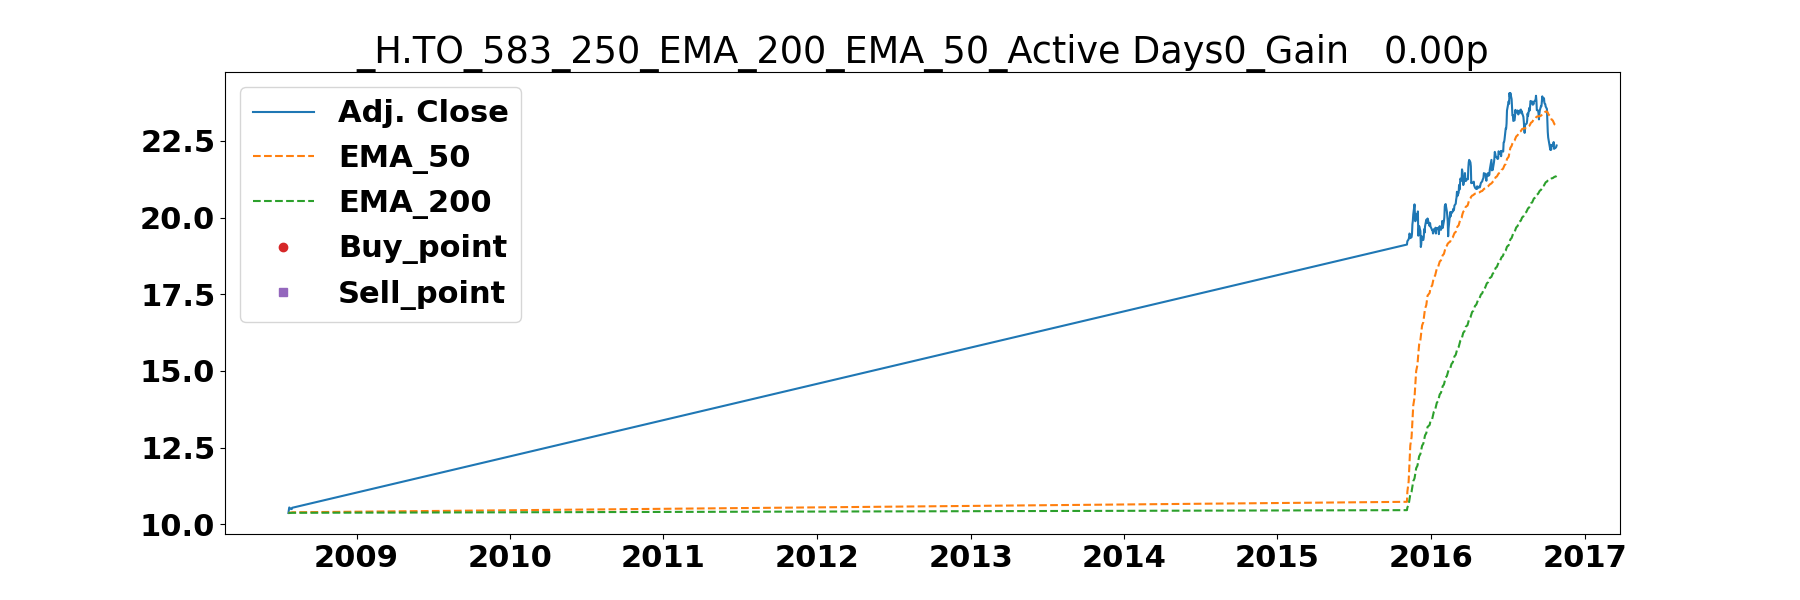 _H.TO_583_250_EMA_200_EMA_50_Active Days0_Gain   0.00p
Adj. Close
EMA_50
EMA_200
Buy_point
Sell_point
22.5
20.0
17.5
15.0
12.5
10.0
2009 2010 2011 2012 2013 2014 2015 2016 2017